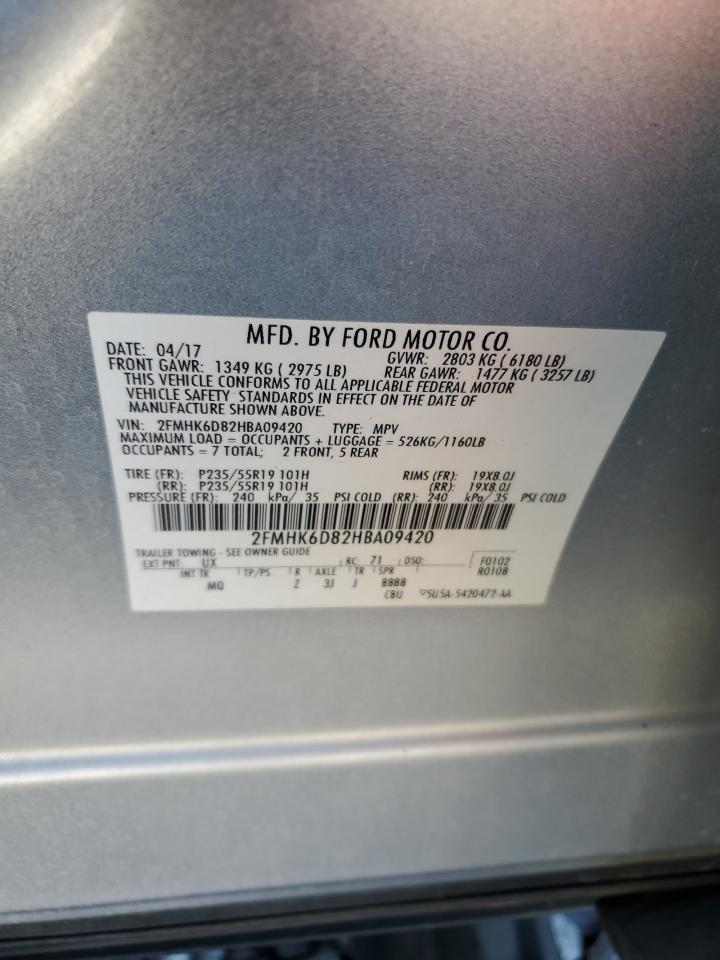 MFD. BY FORD MOTOR CO.
DATE: 04/17 GVWR: 2803 KG ( 6180 LB)
FRONT GAWR: 1349 KG ( 2975 LB) REAR GAWR: 1477 KG ( 3257 LB)
THIS VEHICLE CONFORMS TO ALL APPLICABLE FEDERAL MOTOR
VEHICLE SAFETY STANDARDS IN EFFECT ON THE DATE OF
MANUFACTURE SHOWN ABOVE.
VIN: 2FMHK6D82HBA09420 TYPE: MPV
MAXIMUM LOAD = OCCUPANTS + LUGGAGE = 526KG/1160LB
OCCUPANTS = 7 TOTAL; 2 FRONT, 5 REAR
TIRE (FR): P235/55R19 101H RIMS (FR): 19X8.0J
(RR): P235/55R19 101H (RR): 19X8.0J
PRESSURE (FR): 240 kPa/ 35 PSI COLD (RR): 240 kPa/ 35 PSI COLD
2FMHK6D82HBA09420
TRAILER TOWING - SEE OWNER GUIDE
EXT PNT: UX RC: 71 DSO: F0102
INT TR TP/PS R AXLE TR SPR R0108
MQ Z 3J J 8888
CBU 5U5A-5420472-AA